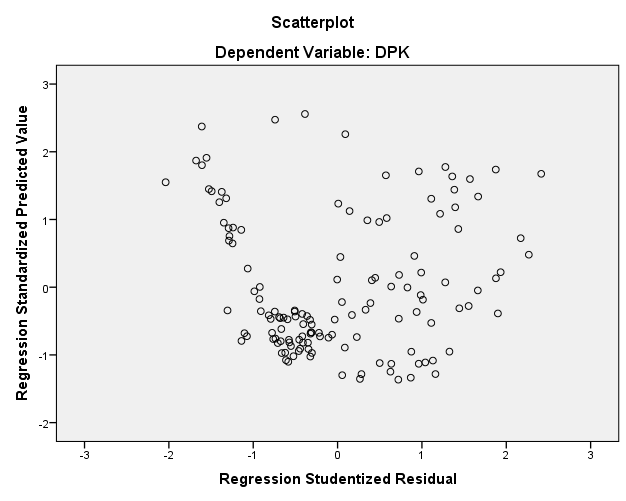 Scatterplot
Dependent Variable: DPK
Regression Standardized Predicted Value
3
2
1
0
-1
-2
-3 -2 -1 0 1 2 3
Regression Studentized Residual